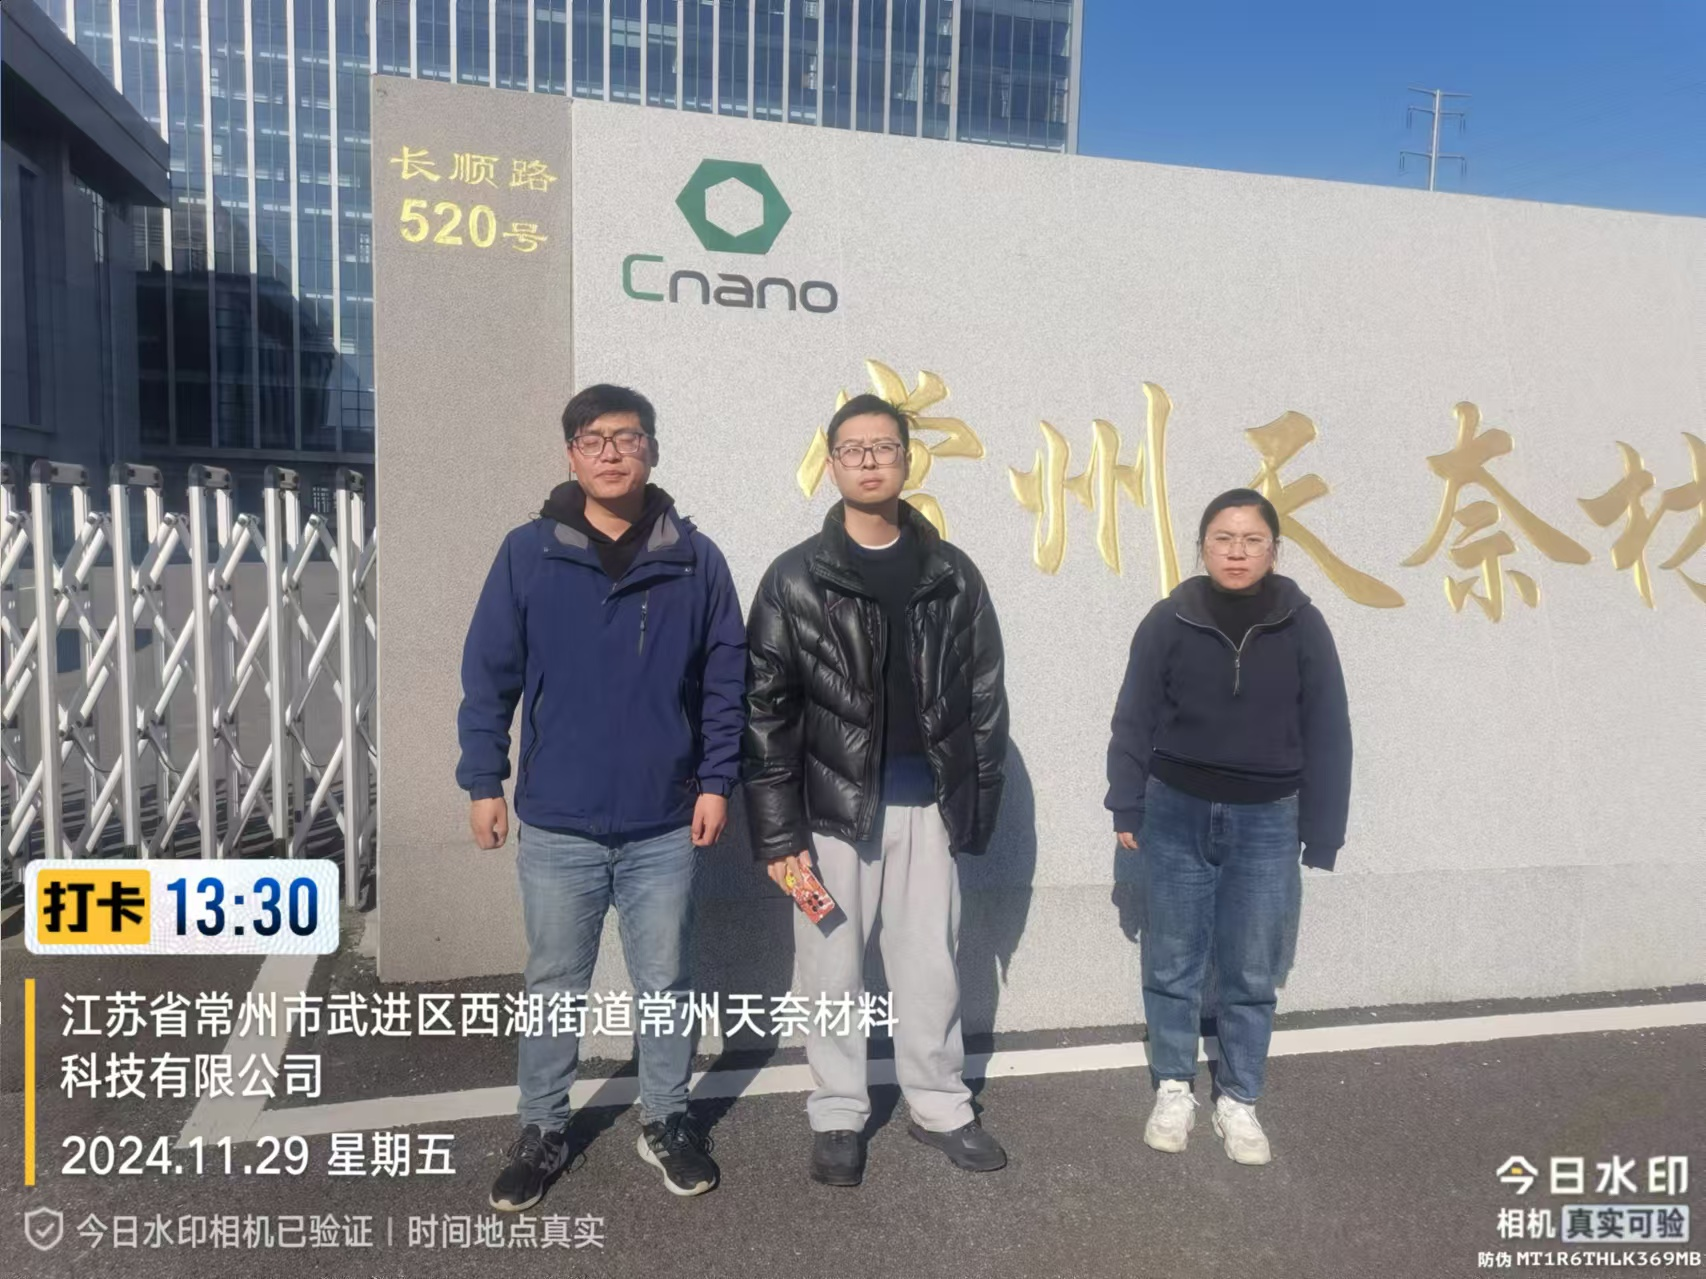 长顺路
520号
Cnano
常州天奈材
打卡 13:30
江苏省常州市武进区西湖街道常州天奈材料
科技有限公司
2024.11.29 星期五
今日水印相机已验证 | 时间地点真实
今日水印
相机 真实可验
防伪 MT1R6THLK369MB